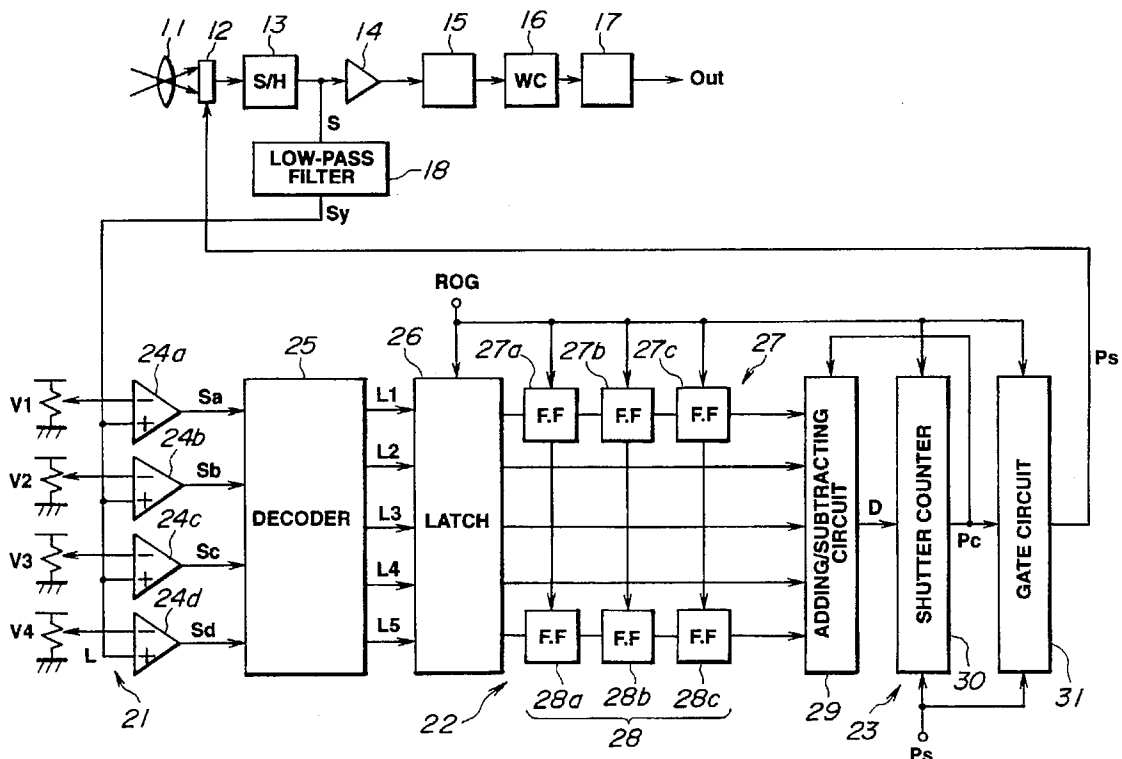 11 12 13 14 15 16 17
S/H
WC
Out
S
LOW-PASS
FILTER
18
Sy
ROG
24a 25 26 27a 27b 27c 27
Ps
V1 − + Sa L1 F.F F.F F.F
24b
V2 − + Sb L2
24c
DECODER
LATCH
V3 − + Sc L3
24d
L4
V4 − + Sd L5 F.F F.F F.F
L
ADDING/SUBTRACTING
CIRCUIT
D
SHUTTER COUNTER
Pc
GATE CIRCUIT
21 22 28a 28b 28c 29 23 30 31
28
Ps